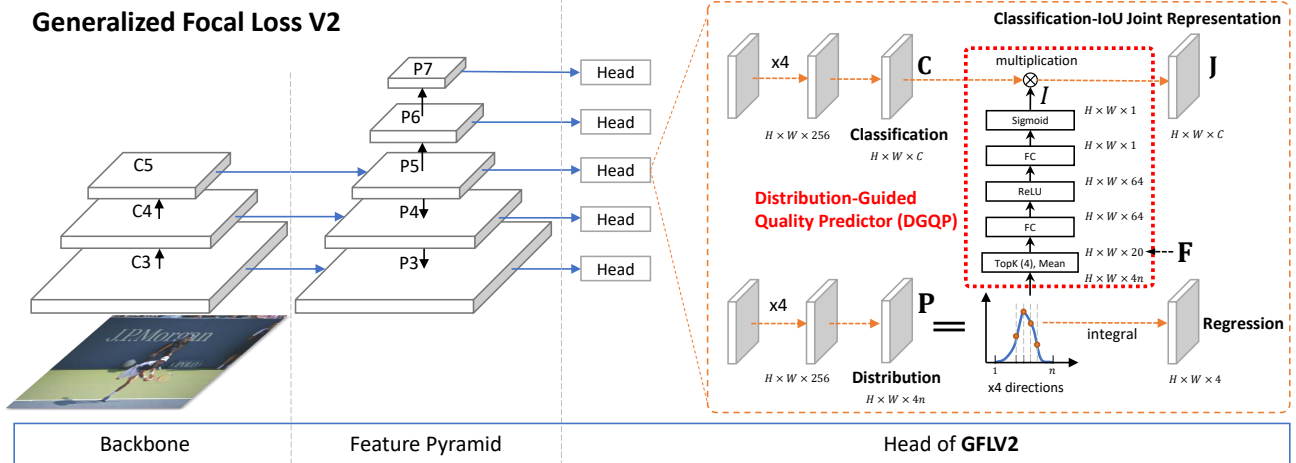 Generalized Focal Loss V2
C5
C4
C3
J.P.Morgan
POLO
Backbone
P7
P6
P5
P4
P3
Feature Pyramid
Head
Head
Head
Head
Head
Classification-IoU Joint Representation
x4
H × W × 256
Classification
H × W × C
C
multiplication
I
J
H × W × C
Sigmoid
H × W × 1
FC
H × W × 1
ReLU
H × W × 64
FC
H × W × 64
TopK (4), Mean
H × W × 20
F
H × W × 4n
Distribution-Guided
Quality Predictor (DGQP)
x4
H × W × 256
Distribution
H × W × 4n
P =
1 n
x4 directions
integral
Regression
H × W × 4
Head of GFLV2